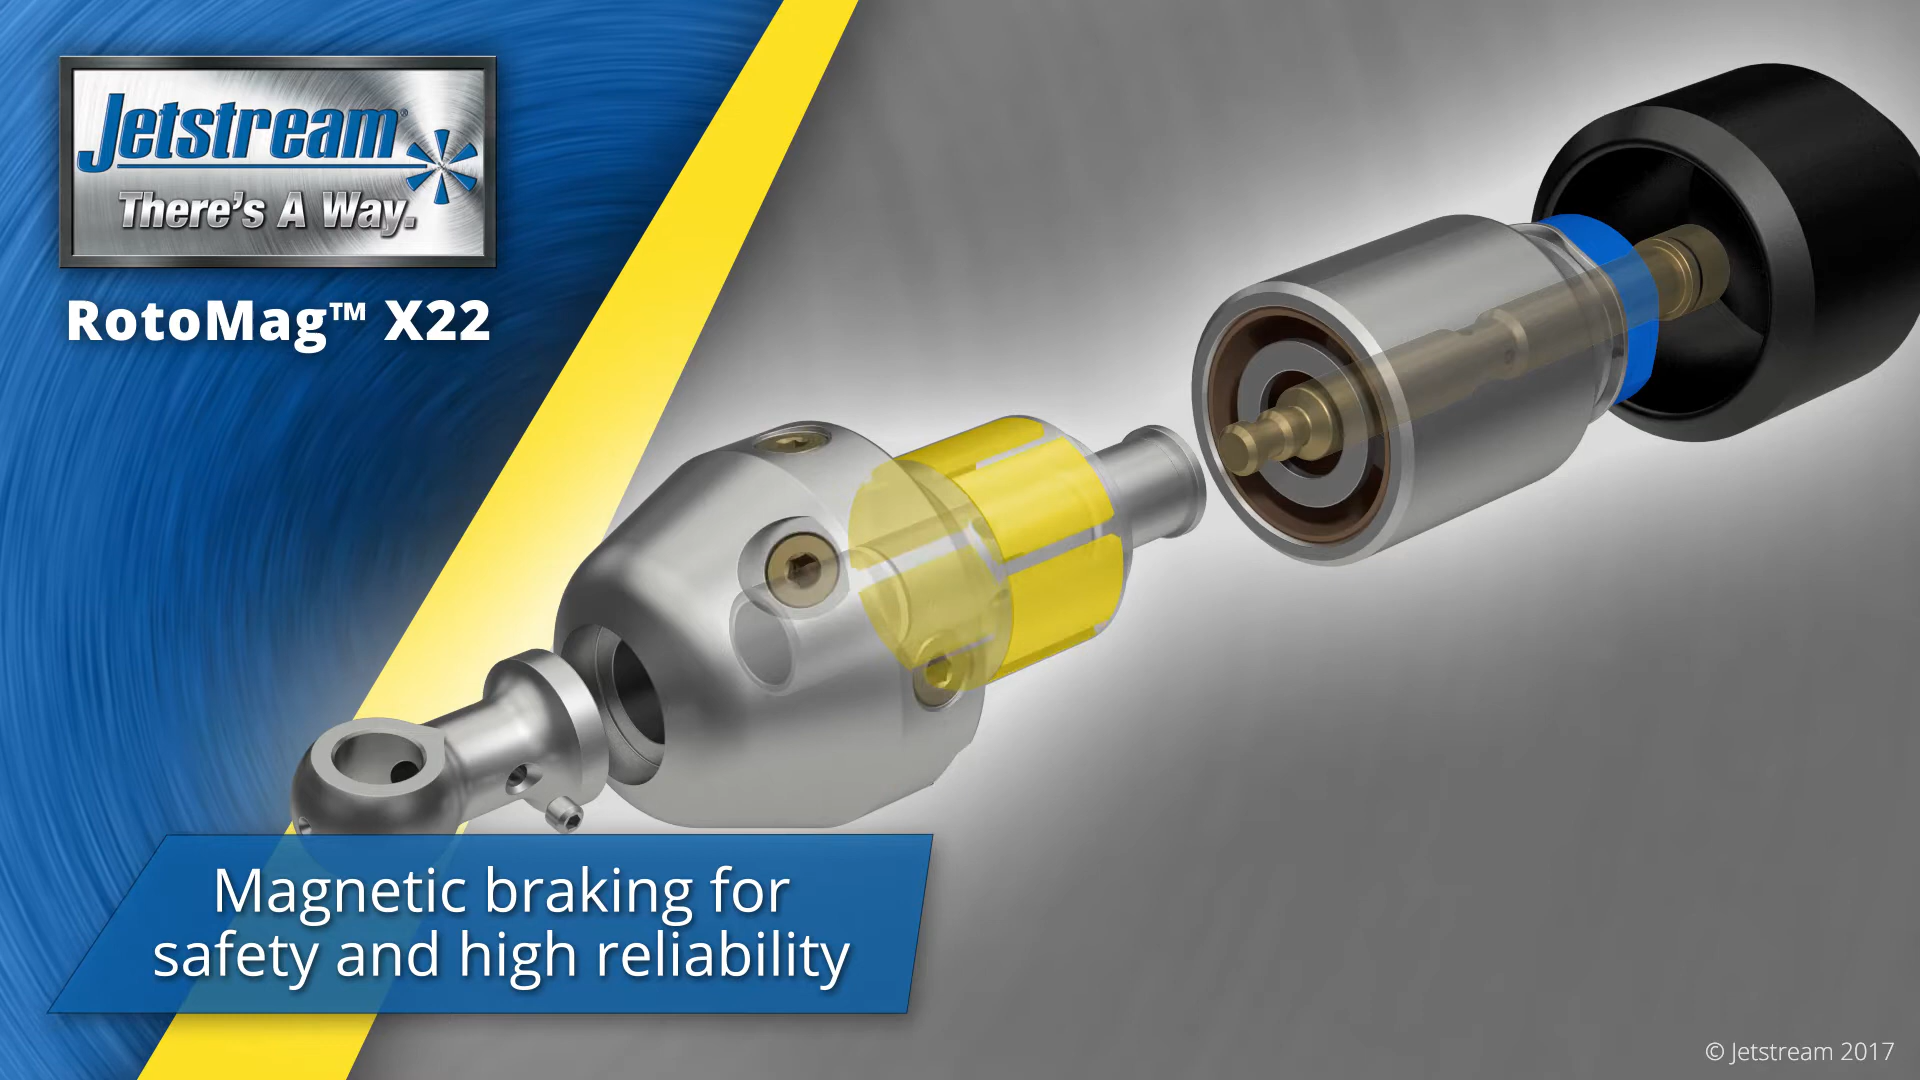 Jetstream®
There's A Way.
RotoMag™ X22
Magnetic braking for
safety and high reliability
© Jetstream 2017